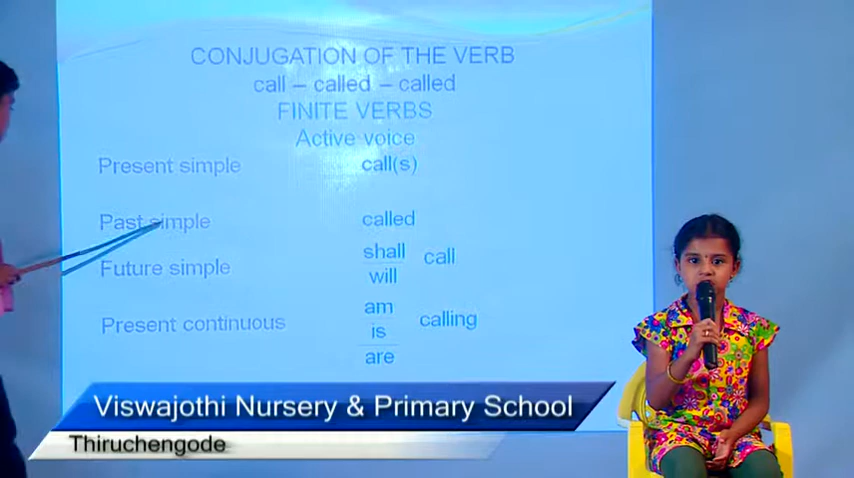 CONJUGATION OF THE VERB
call – called – called
FINITE VERBS
Active voice
Present simple call(s)
Past simple called
Future simple shall call
will
Present continuous am calling
is
are
Viswajothi Nursery & Primary School
Thiruchengode